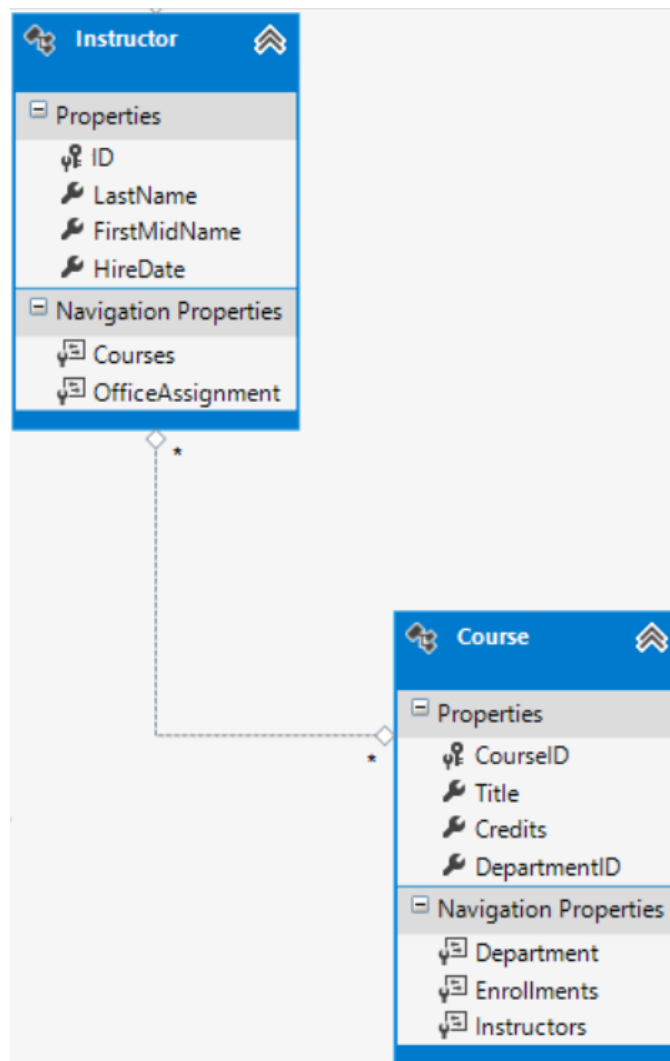 Instructor
Properties
ID
LastName
FirstMidName
HireDate
Navigation Properties
Courses
OfficeAssignment
*
*
Course
Properties
CourseID
Title
Credits
DepartmentID
Navigation Properties
Department
Enrollments
Instructors